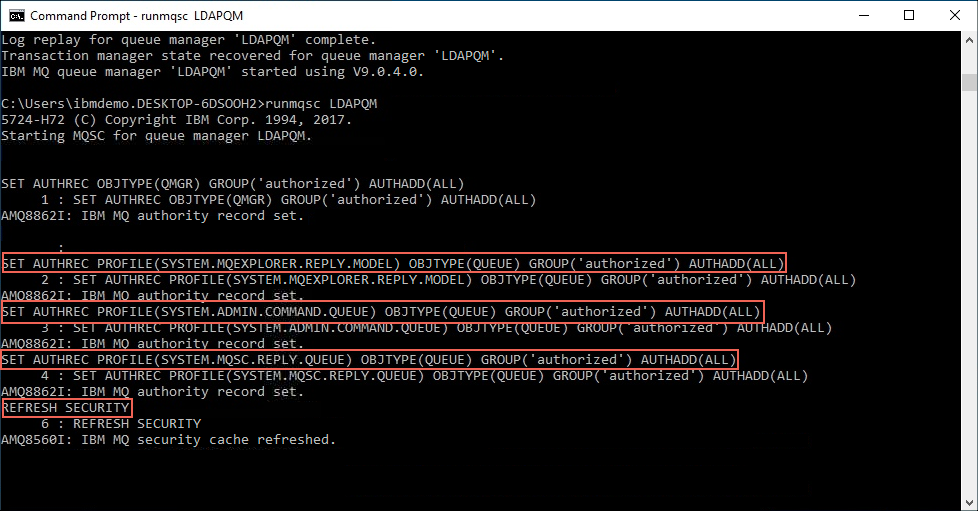 Command Prompt - runmqsc LDAPQM
Log replay for queue manager 'LDAPQM' complete.
Transaction manager state recovered for queue manager 'LDAPQM'.
IBM MQ queue manager 'LDAPQM' started using V9.0.4.0.
C:\Users\ibmdemo.DESKTOP-6DSOOH2>runmqsc LDAPQM
5724-H72 (C) Copyright IBM Corp. 1994, 2017.
Starting MQSC for queue manager LDAPQM.
SET AUTHREC OBJTYPE(QMGR) GROUP('authorized') AUTHADD(ALL)
1 : SET AUTHREC OBJTYPE(QMGR) GROUP('authorized') AUTHADD(ALL)
AMQ8862I: IBM MQ authority record set.
:
SET AUTHREC PROFILE(SYSTEM.MQEXPLORER.REPLY.MODEL) OBJTYPE(QUEUE) GROUP('authorized') AUTHADD(ALL)
2 : SET AUTHREC PROFILE(SYSTEM.MQEXPLORER.REPLY.MODEL) OBJTYPE(QUEUE) GROUP('authorized') AUTHADD(ALL)
AMQ8862I: IBM MQ authority record set.
SET AUTHREC PROFILE(SYSTEM.ADMIN.COMMAND.QUEUE) OBJTYPE(QUEUE) GROUP('authorized') AUTHADD(ALL)
3 : SET AUTHREC PROFILE(SYSTEM.ADMIN.COMMAND.QUEUE) OBJTYPE(QUEUE) GROUP('authorized') AUTHADD(ALL)
AMQ8862I: IBM MQ authority record set.
SET AUTHREC PROFILE(SYSTEM.MQSC.REPLY.QUEUE) OBJTYPE(QUEUE) GROUP('authorized') AUTHADD(ALL)
4 : SET AUTHREC PROFILE(SYSTEM.MQSC.REPLY.QUEUE) OBJTYPE(QUEUE) GROUP('authorized') AUTHADD(ALL)
AMQ8862I: IBM MQ authority record set.
REFRESH SECURITY
6 : REFRESH SECURITY
AMQ8560I: IBM MQ security cache refreshed.